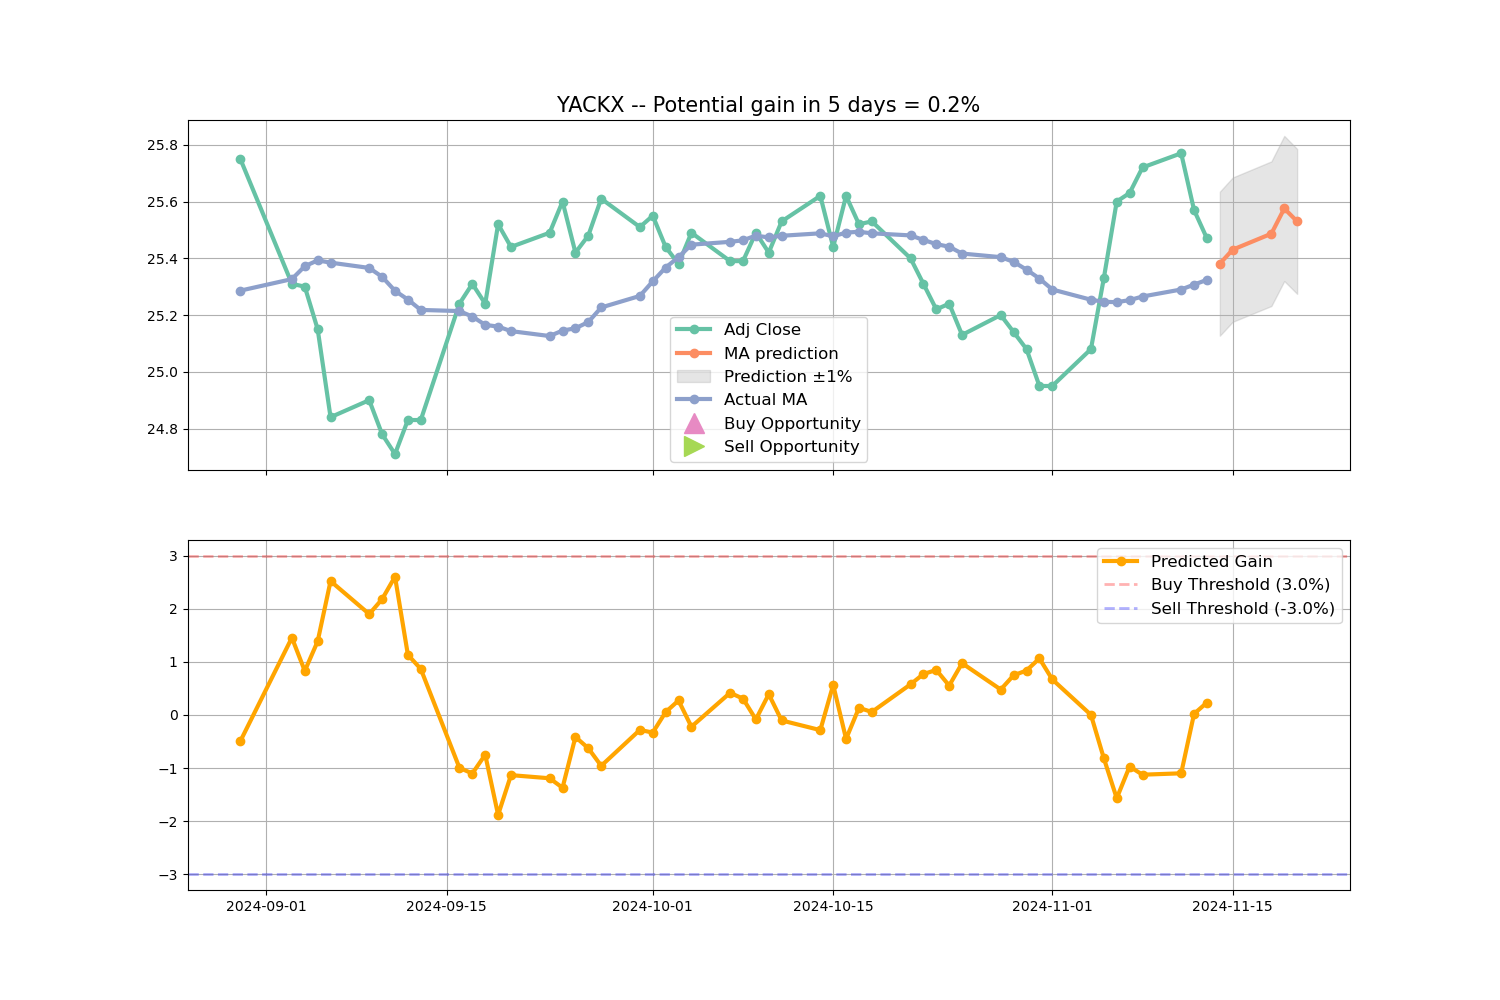 YACKX -- Potential gain in 5 days = 0.2%
25.8
25.6
25.4
25.2
25.0
24.8
Adj Close
MA prediction
Prediction ±1%
Actual MA
Buy Opportunity
Sell Opportunity
3
2
1
0
−1
−2
−3
Predicted Gain
Buy Threshold (3.0%)
Sell Threshold (-3.0%)
2024-09-01 2024-09-15 2024-10-01 2024-10-15 2024-11-01 2024-11-15